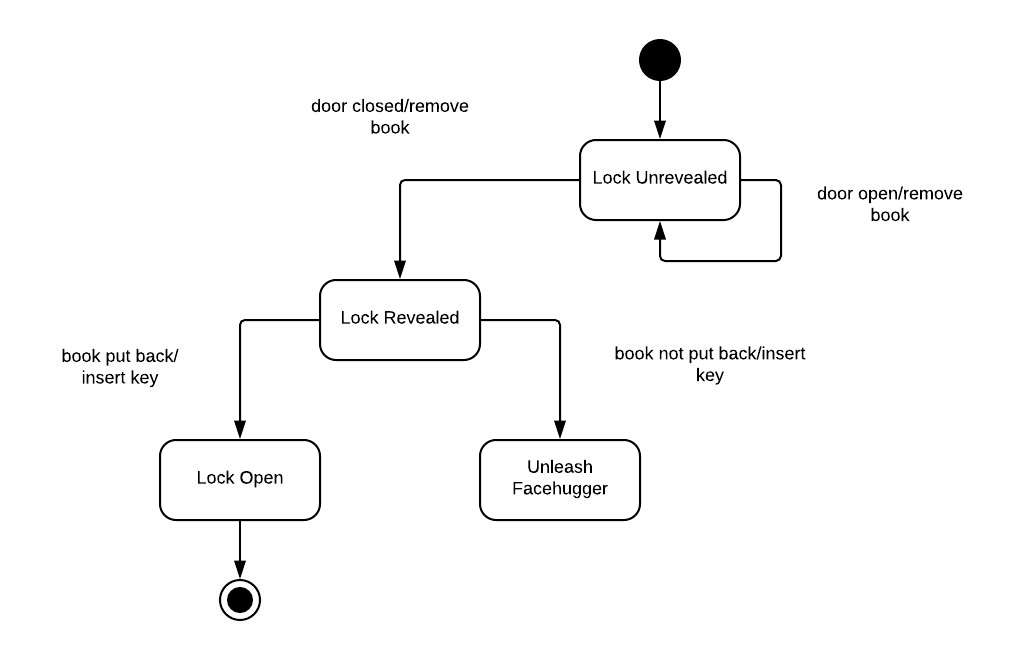 door closed/remove
book
Lock Unrevealed
door open/remove
book
Lock Revealed
book put back/
insert key
book not put back/insert
key
Lock Open
Unleash
Facehugger